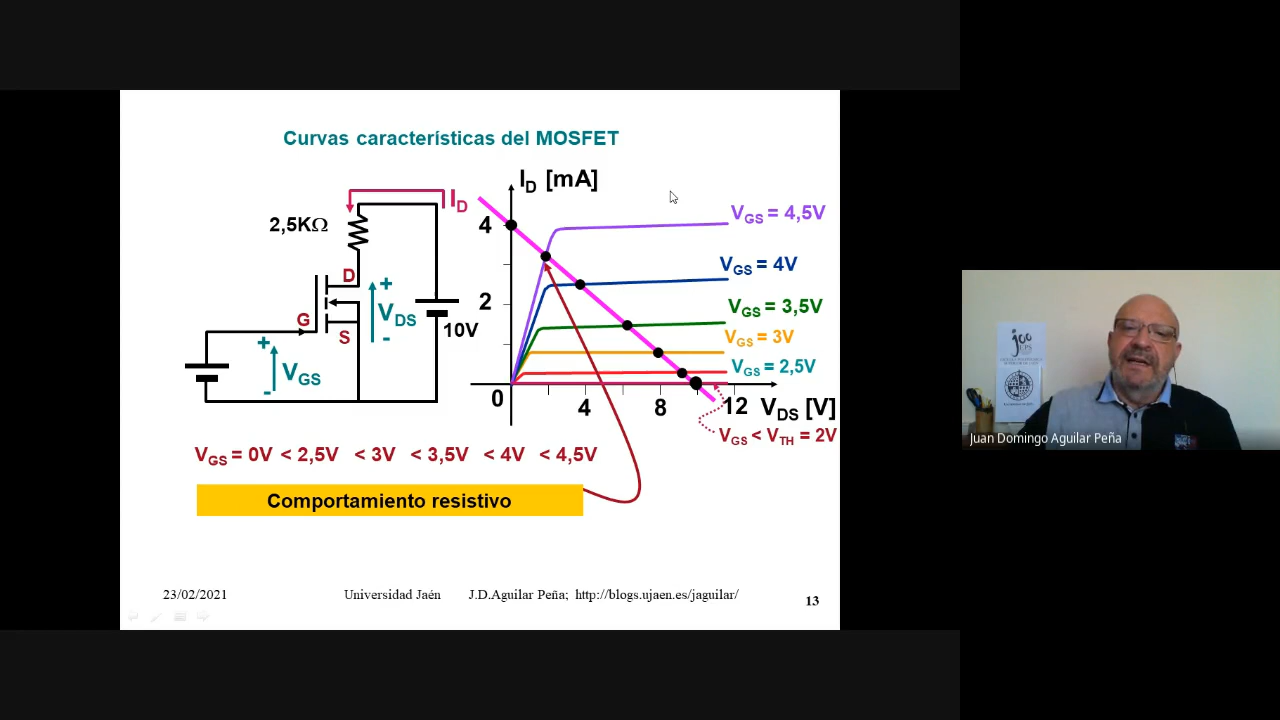 Curvas características del MOSFET
I_D [mA]
I_D
2,5KΩ
4
V_GS = 4,5V
D
V_GS = 4V
+
V_DS
2
V_GS = 3,5V
G
S
10V
V_GS = 3V
+
-
V_GS
V_GS = 2,5V
-
0
4
8
12
V_DS [V]
V_GS < V_TH = 2V
V_GS = 0V < 2,5V < 3V < 3,5V < 4V < 4,5V
Comportamiento resistivo
23/02/2021 Universidad Jaén J.D.Aguilar Peña; http://blogs.ujaen.es/jaguilar/ 13
Juan Domingo Aguilar Peña